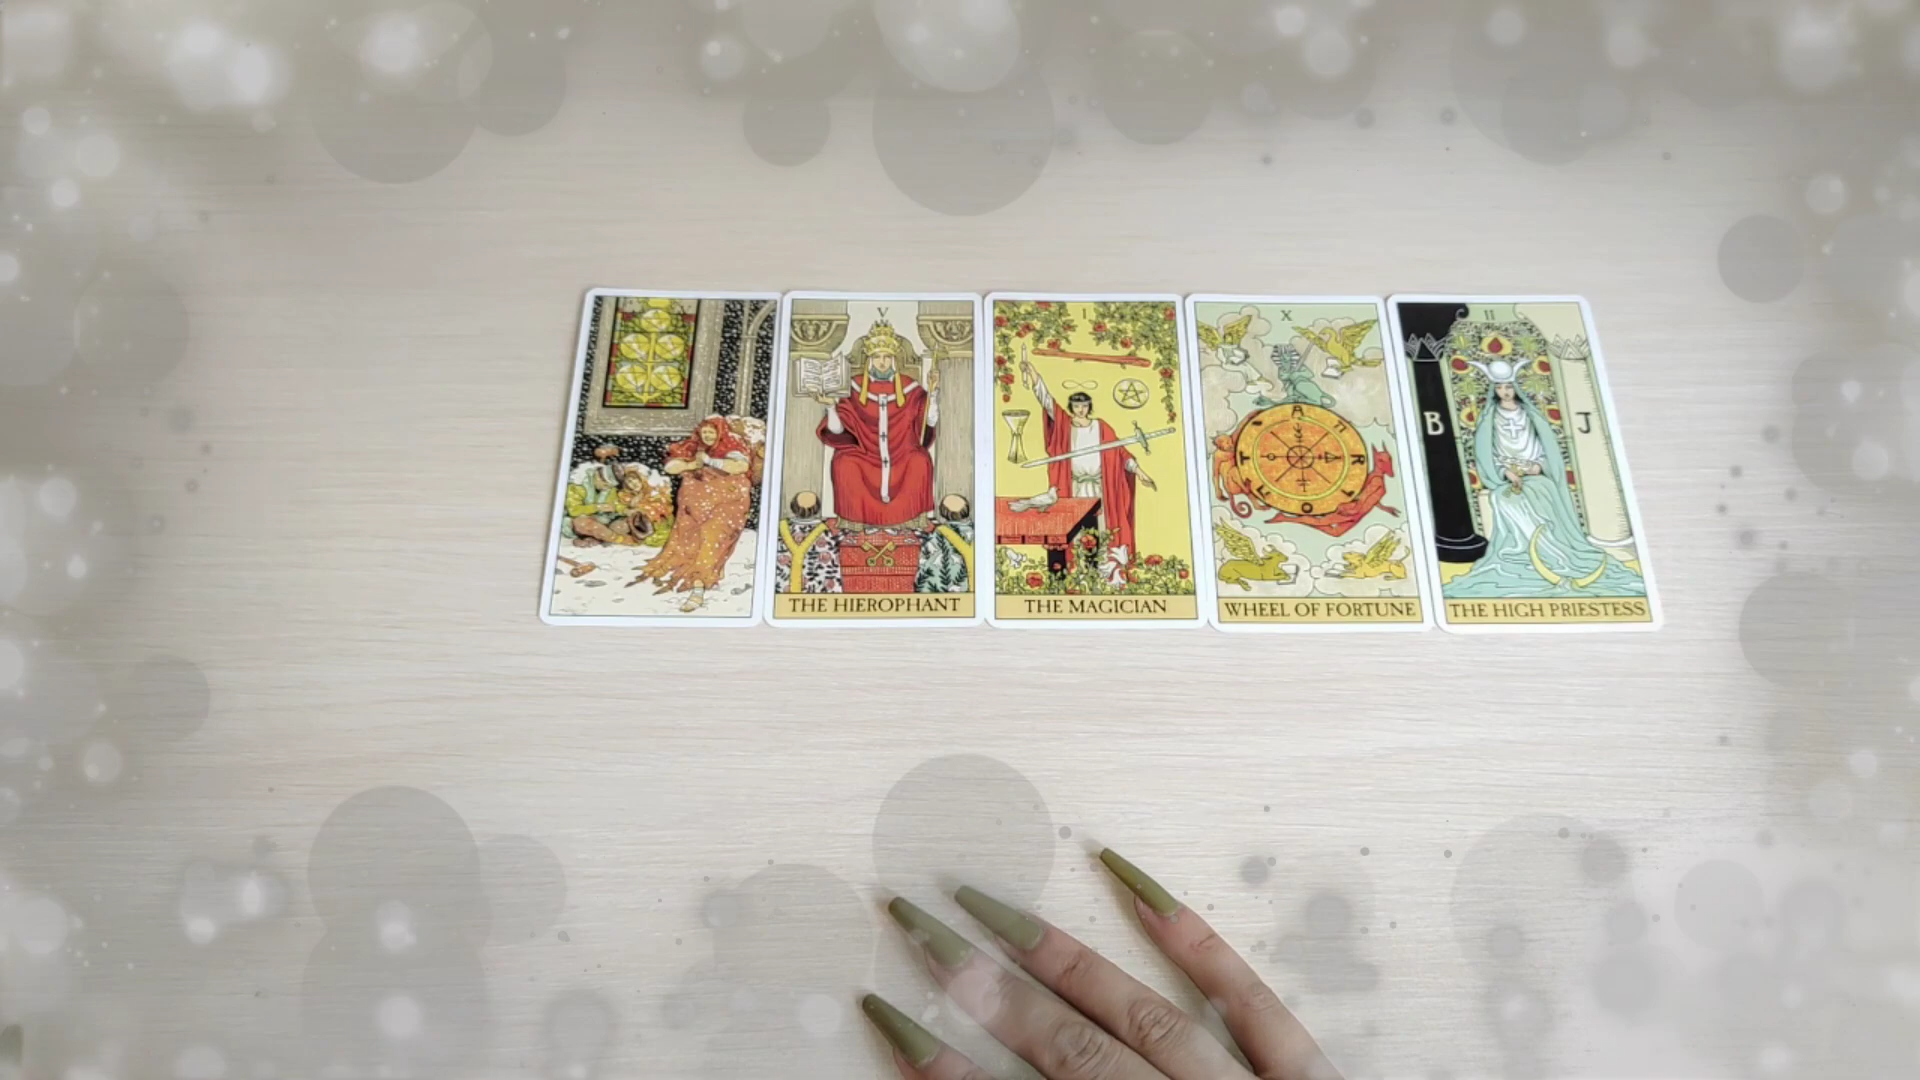 V
THE HIEROPHANT
I
THE MAGICIAN
X
T A R O
WHEEL OF FORTUNE
II
B J
THE HIGH PRIESTESS